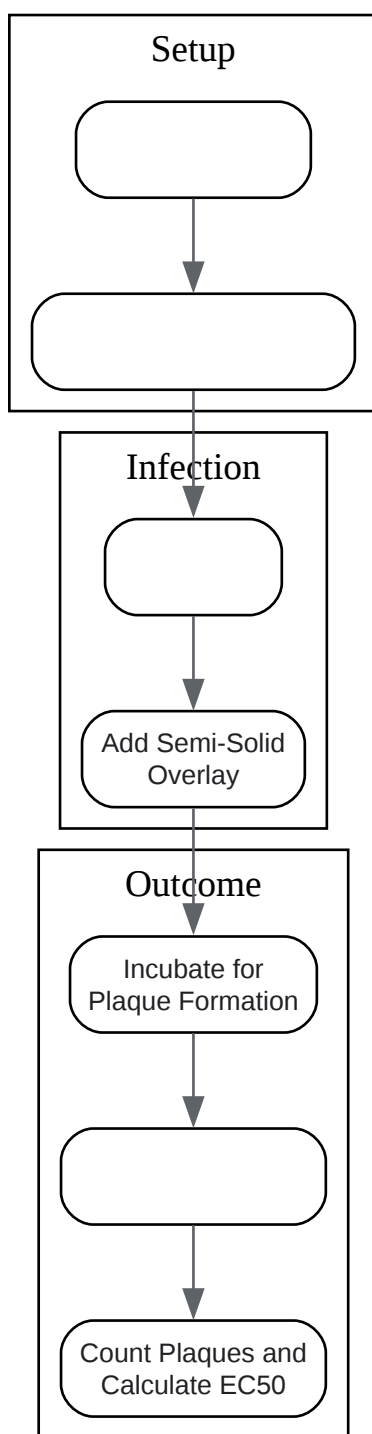 Setup
Infection
Add Semi-Solid
Overlay
Outcome
Incubate for
Plaque Formation
Count Plaques and
Calculate EC50